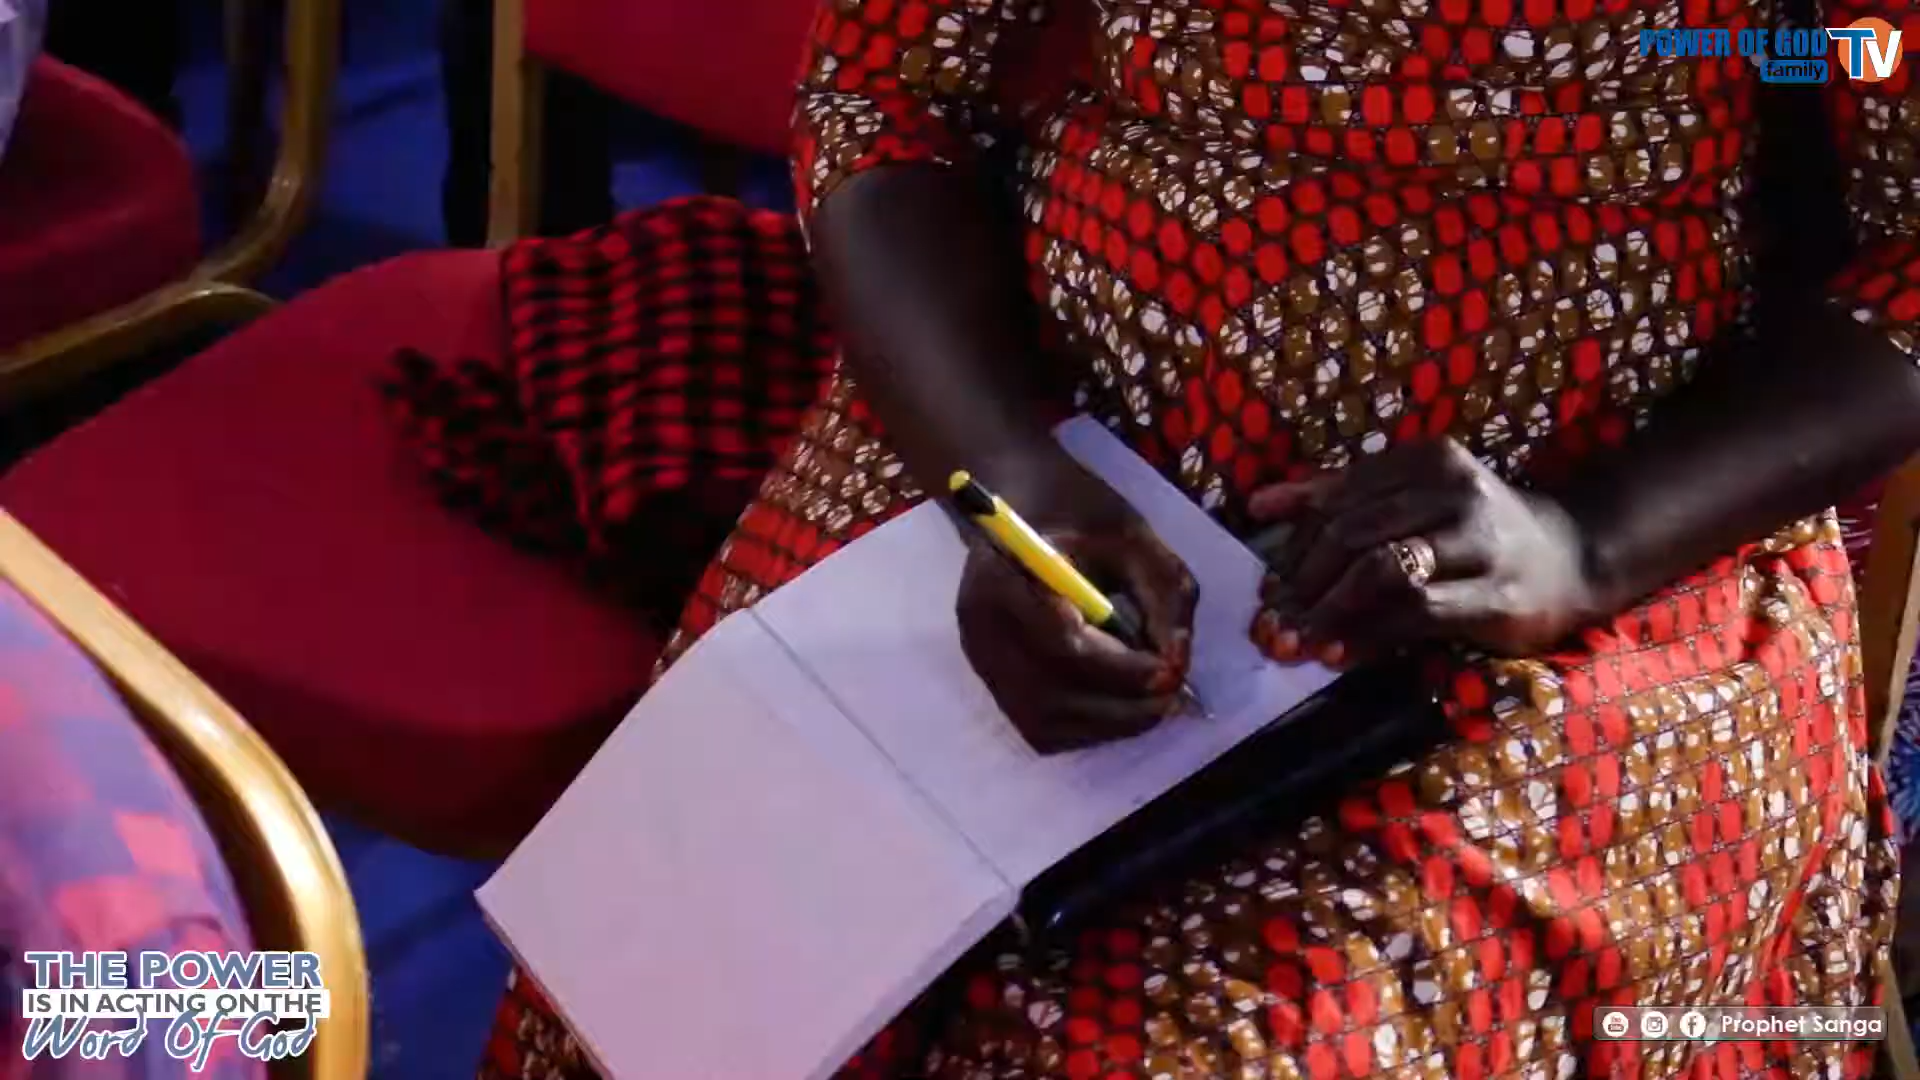 POWER OF GOD
family
TV
THE POWER
IS IN ACTING ON THE
Word Of God
Prophet Sanga